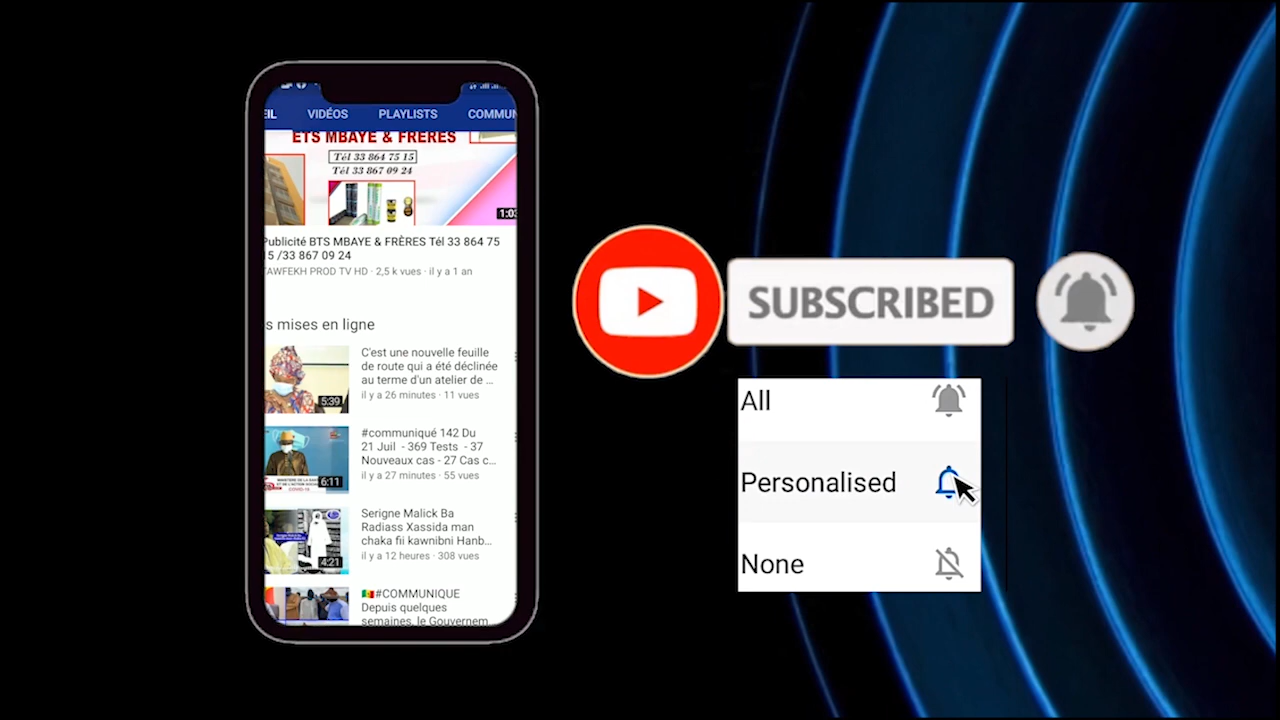 EIL VIDÉOS PLAYLISTS COMMUN
ETS MBAYE & FRERES
Tél 33 864 75 15
Tél 33 867 09 24
1:03
Publicité BTS MBAYE & FRÈRES Tél 33 864 75
15 /33 867 09 24
TAWFEKH PROD TV HD · 2,5 k vues · il y a 1 an
s mises en ligne
C'est une nouvelle feuille
de route qui a été déclinée
au terme d'un atelier de ...
il y a 26 minutes · 11 vues
5:39
#communiqué 142 Du
21 Juil - 369 Tests - 37
Nouveaux cas - 27 Cas c...
il y a 27 minutes · 55 vues
6:11
Serigne Malick Ba
Radiass Xassida man
chaka fii kawnibni Hanb...
il y a 12 heures · 308 vues
4:21
#COMMUNIQUE
Depuis quelques
semaines, le Gouvernem
SUBSCRIBED
All
Personalised
None